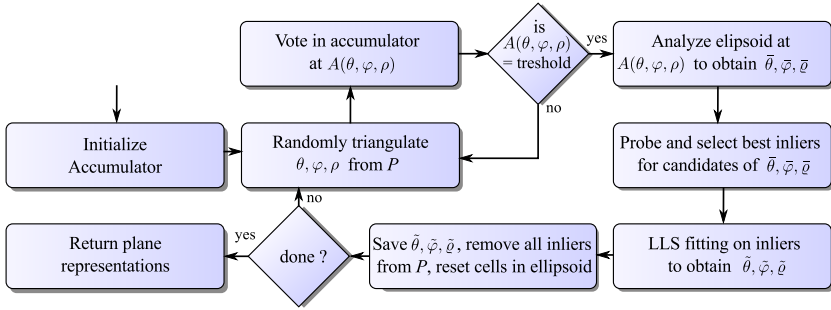 Initialize
Accumulator
Randomly triangulate
θ, φ, ρ from P
Vote in accumulator
at A(θ, φ, ρ)
is
A(θ, φ, ρ)
= treshold
yes
no
Analyze elipsoid at
A(θ, φ, ρ) to obtain θ̄, φ̄, ϱ̄
Probe and select best inliers
for candidates of θ̄, φ̄, ϱ̄
LLS fitting on inliers
to obtain θ̃, φ̃, ϱ̃
Save θ̃, φ̃, ϱ̃, remove all inliers
from P, reset cells in ellipsoid
done ?
no
yes
Return plane
representations